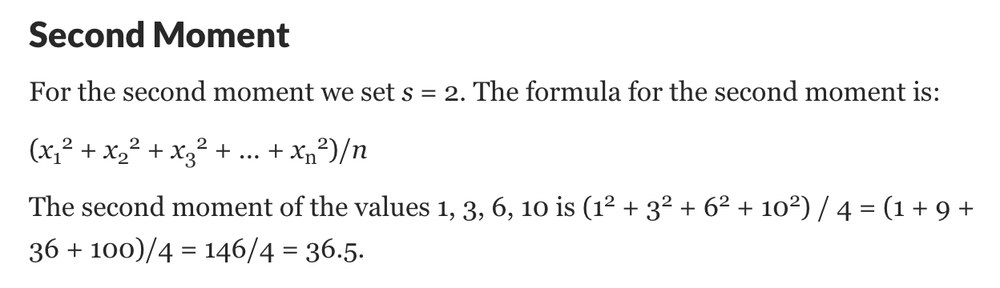 Second Moment
For the second moment we set s = 2. The formula for the second moment is:
(x₁² + x₂² + x₃² + ... + xₙ²)/n
The second moment of the values 1, 3, 6, 10 is (1² + 3² + 6² + 10²) / 4 = (1 + 9 +
36 + 100)/4 = 146/4 = 36.5.